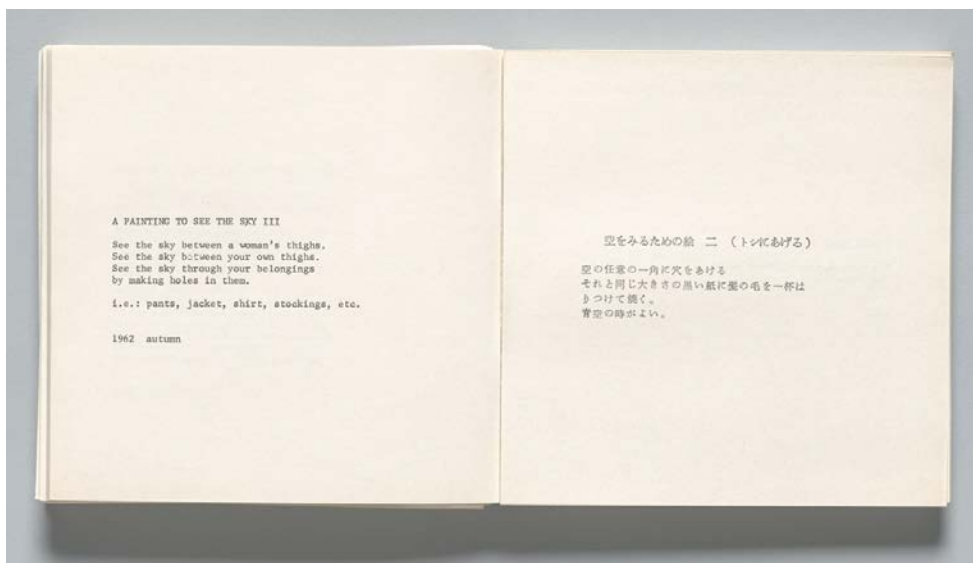 A PAINTING TO SEE THE SKY III
See the sky between a woman's thighs.
See the sky between your own thighs.
See the sky through your belongings
by making holes in them.
i.e.: pants, jacket, shirt, stockings, etc.
1962 autumn
空をみるための絵 二 (トシにあげる)
空の任意の一角に穴をあける
それと同じ大きさの黒い紙に髪の毛を一杯は
りつけて焼く。
青空の時がよい。